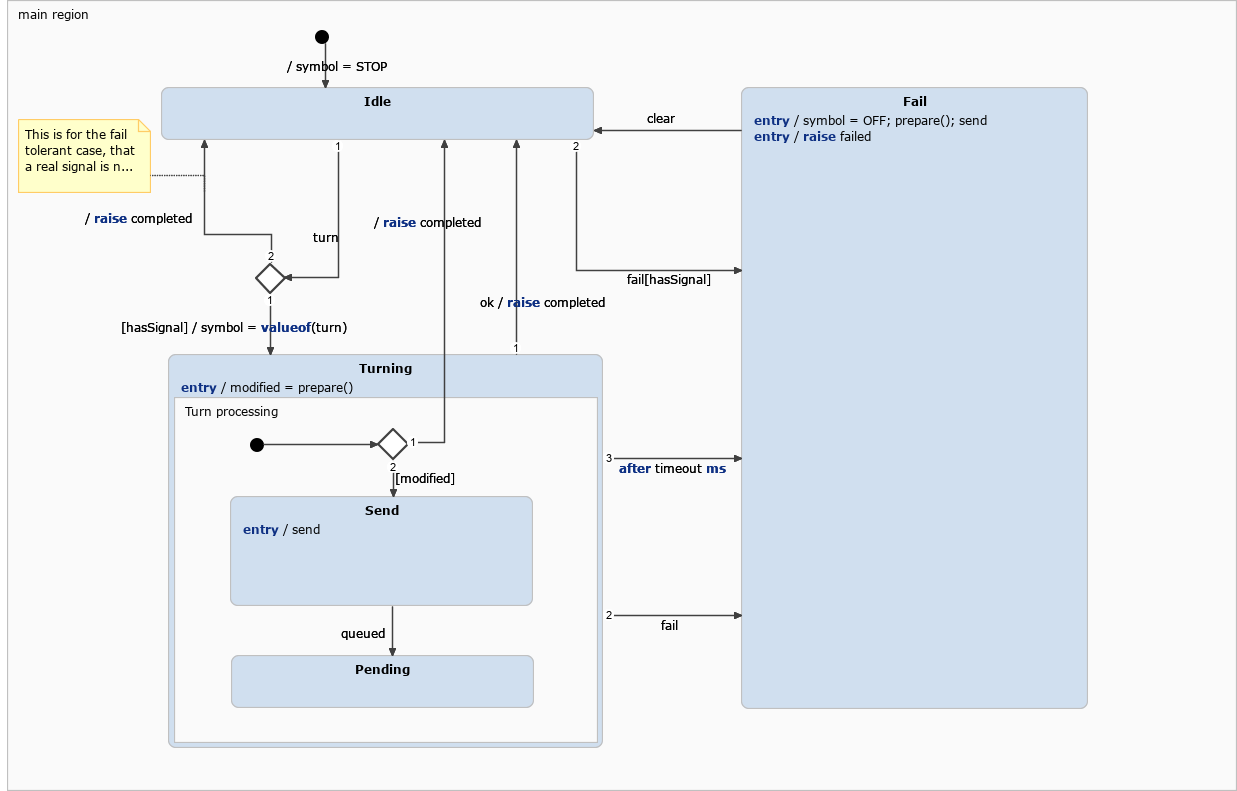 main region
/ symbol = STOP
Idle
Fail
entry / symbol = OFF; prepare(); send
entry / raise failed
clear
This is for the fail
tolerant case, that
a real signal is n...
1
2
/ raise completed
/ raise completed
turn
2
fail[hasSignal]
1
ok / raise completed
[hasSignal] / symbol = valueof(turn)
1
Turning
entry / modified = prepare()
Turn processing
1
2
[modified]
3
after timeout ms
Send
entry / send
2
fail
queued
Pending